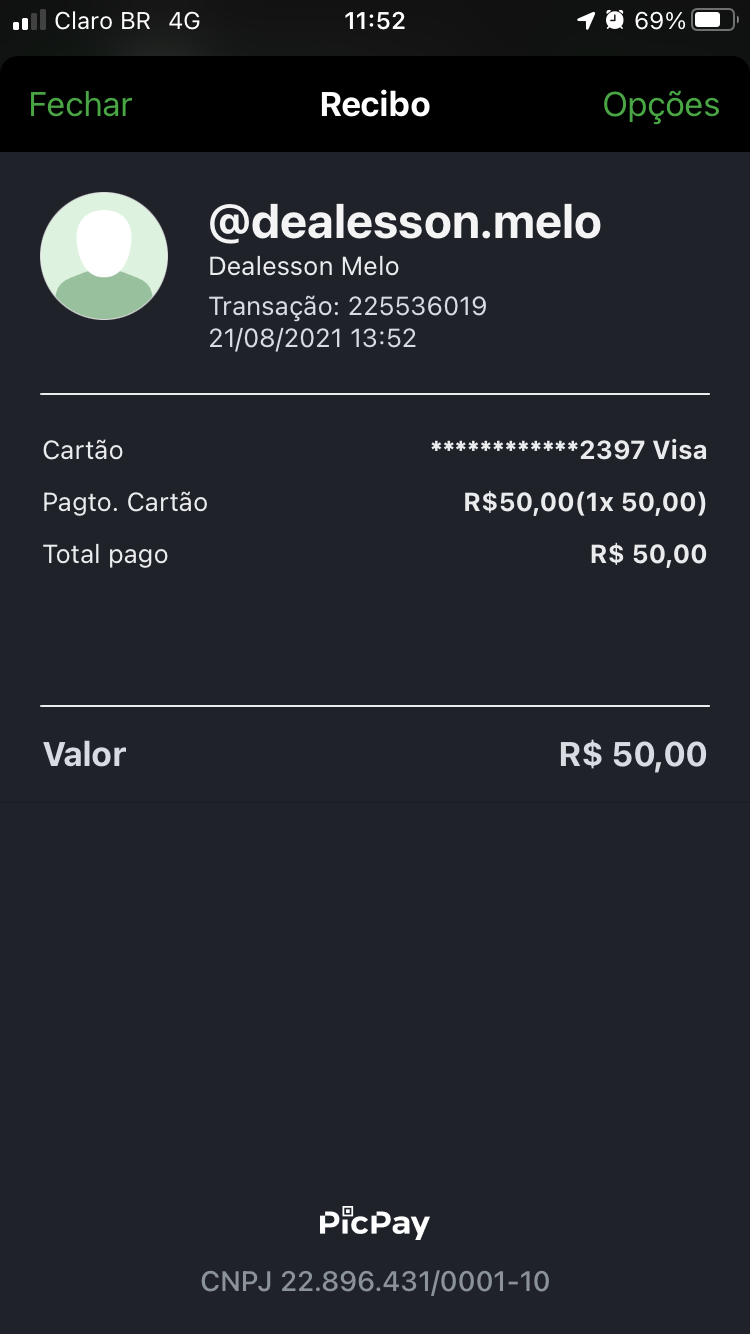 Claro BR 4G 11:52 69%
Fechar Recibo Opções
@dealesson.melo
Dealesson Melo
Transação: 225536019
21/08/2021 13:52
Cartão ************2397 Visa
Pagto. Cartão R$50,00(1x 50,00)
Total pago R$ 50,00
Valor R$ 50,00
PicPay
CNPJ 22.896.431/0001-10